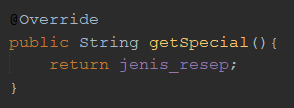 @Override
public String getSpecial(){
    return jenis_resep;
}